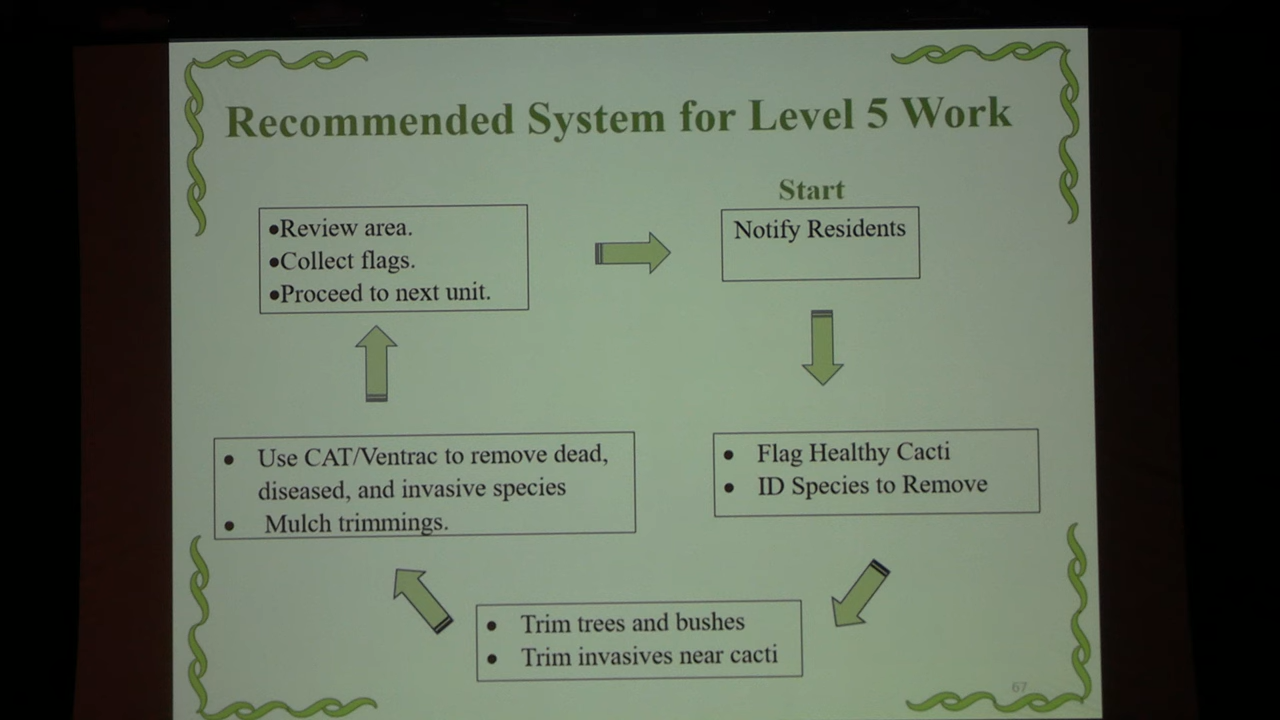 Recommended System for Level 5 Work
Start
Notify Residents
• Flag Healthy Cacti
• ID Species to Remove
• Trim trees and bushes
• Trim invasives near cacti
• Use CAT/Ventrac to remove dead,
diseased, and invasive species
• Mulch trimmings.
•Review area.
•Collect flags.
•Proceed to next unit.
67